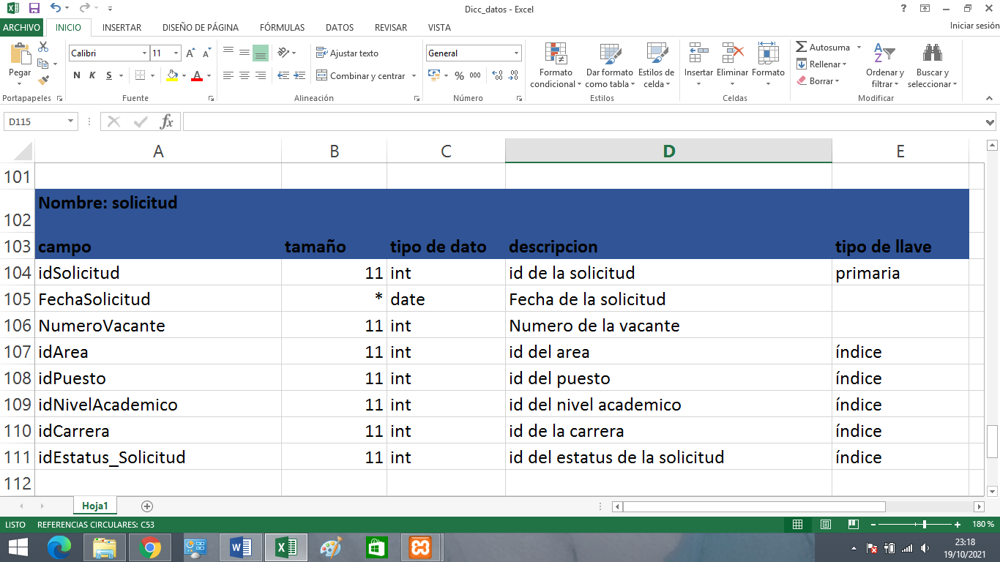 Dicc_datos - Excel
ARCHIVO INICIO INSERTAR DISEÑO DE PÁGINA FÓRMULAS DATOS REVISAR VISTA Iniciar sesión
Pegar
Portapapeles
Calibri 11
N K S
Fuente
Ajustar texto
Combinar y centrar
Alineación
General
% 000
Número
Formato condicional
Dar formato como tabla
Estilos de celda
Estilos
Insertar Eliminar Formato
Celdas
Autosuma
Rellenar
Borrar
Ordenar y filtrar
Buscar y seleccionar
Modificar
D115 fx
A B C D E
101
102 Nombre: solicitud
103 campo tamaño tipo de dato descripcion tipo de llave
104 idSolicitud 11 int id de la solicitud primaria
105 FechaSolicitud * date Fecha de la solicitud
106 NumeroVacante 11 int Numero de la vacante
107 idArea 11 int id del area índice
108 idPuesto 11 int id del puesto índice
109 idNivelAcademico 11 int id del nivel academico índice
110 idCarrera 11 int id de la carrera índice
111 idEstatus_Solicitud 11 int id del estatus de la solicitud índice
112
Hoja1
LISTO REFERENCIAS CIRCULARES: C53 180 %
23:18
19/10/2021